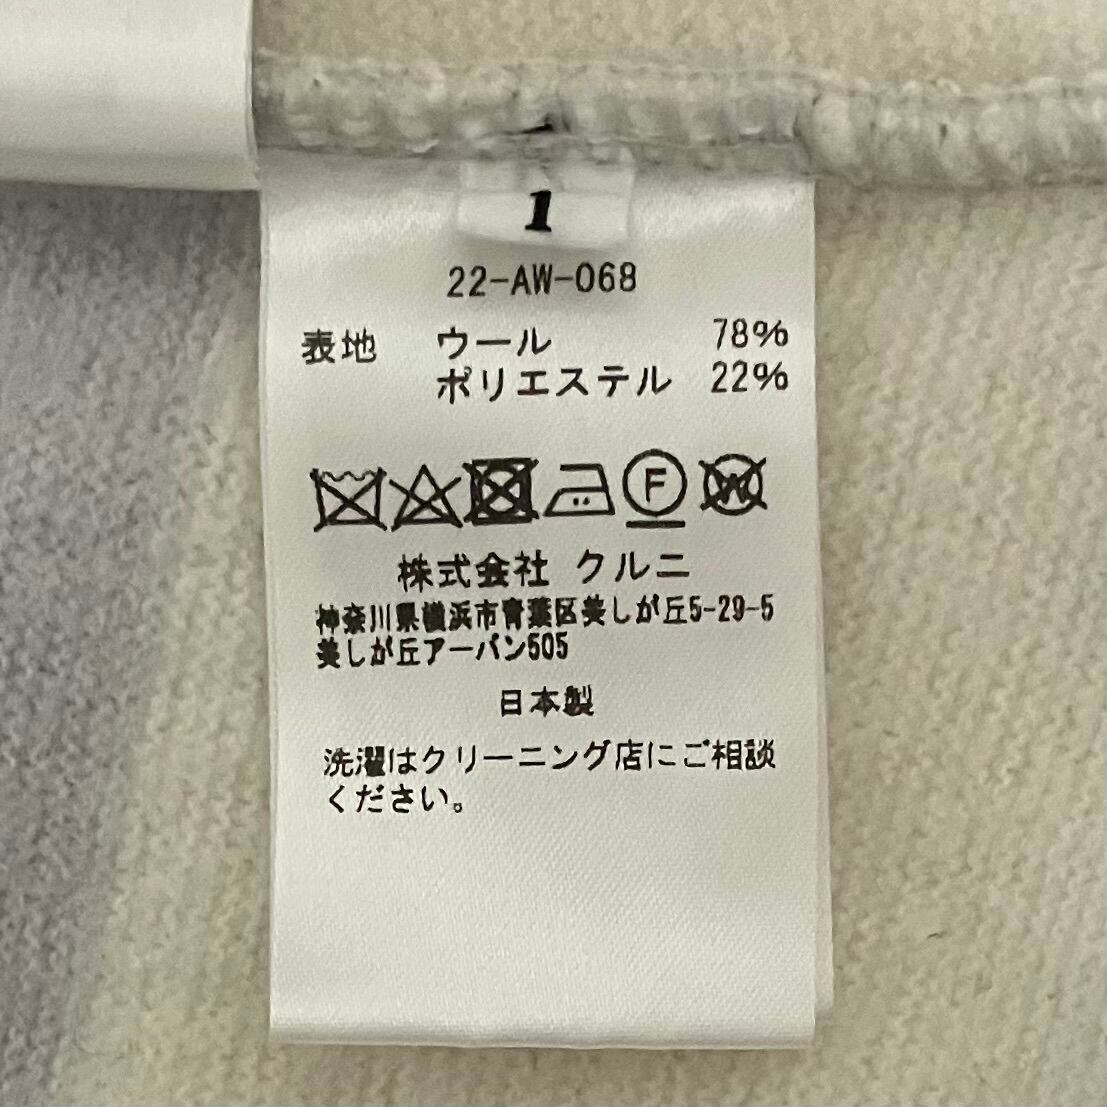 1
22-AW-068
表地 ウール 78%
ポリエステル 22%
F
W
株式会社 クルニ
神奈川県横浜市青葉区美しが丘5-29-5
美しが丘アーバン505
日本製
洗濯はクリーニング店にご相談
ください。